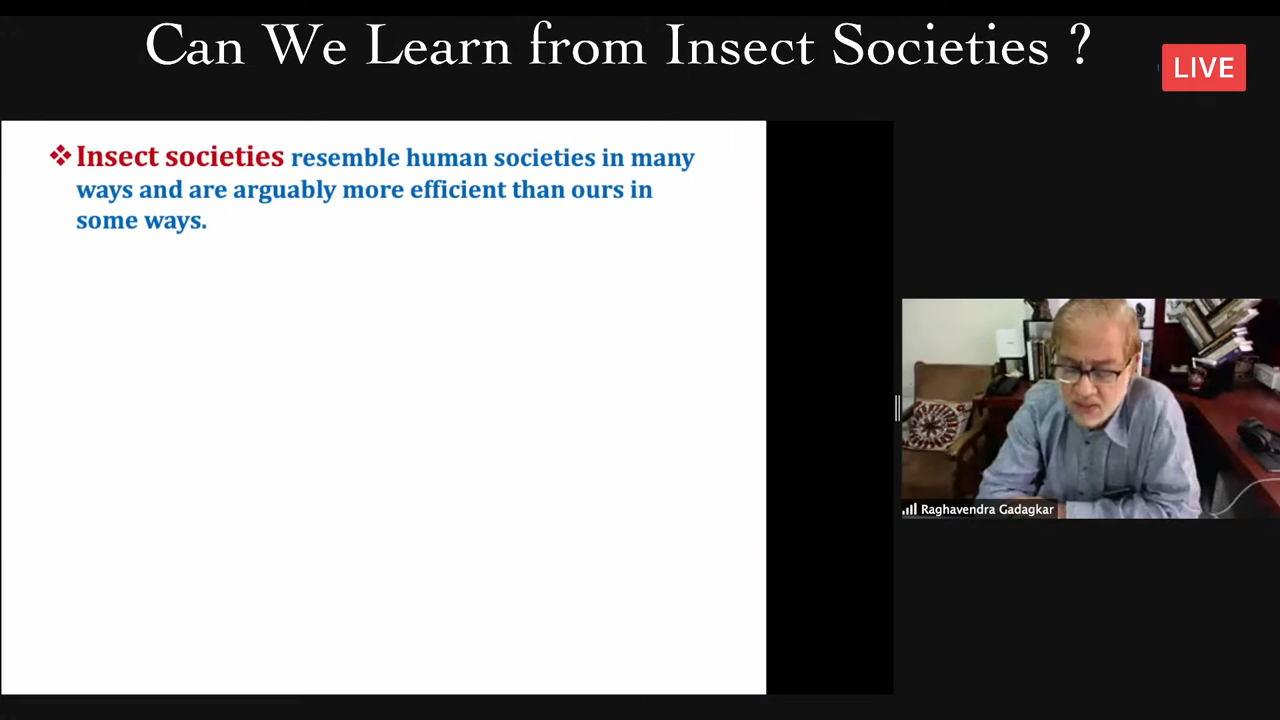 Can We Learn from Insect Societies ?
LIVE
❖Insect societies resemble human societies in many
ways and are arguably more efficient than ours in
some ways.
Raghavendra Gadagkar